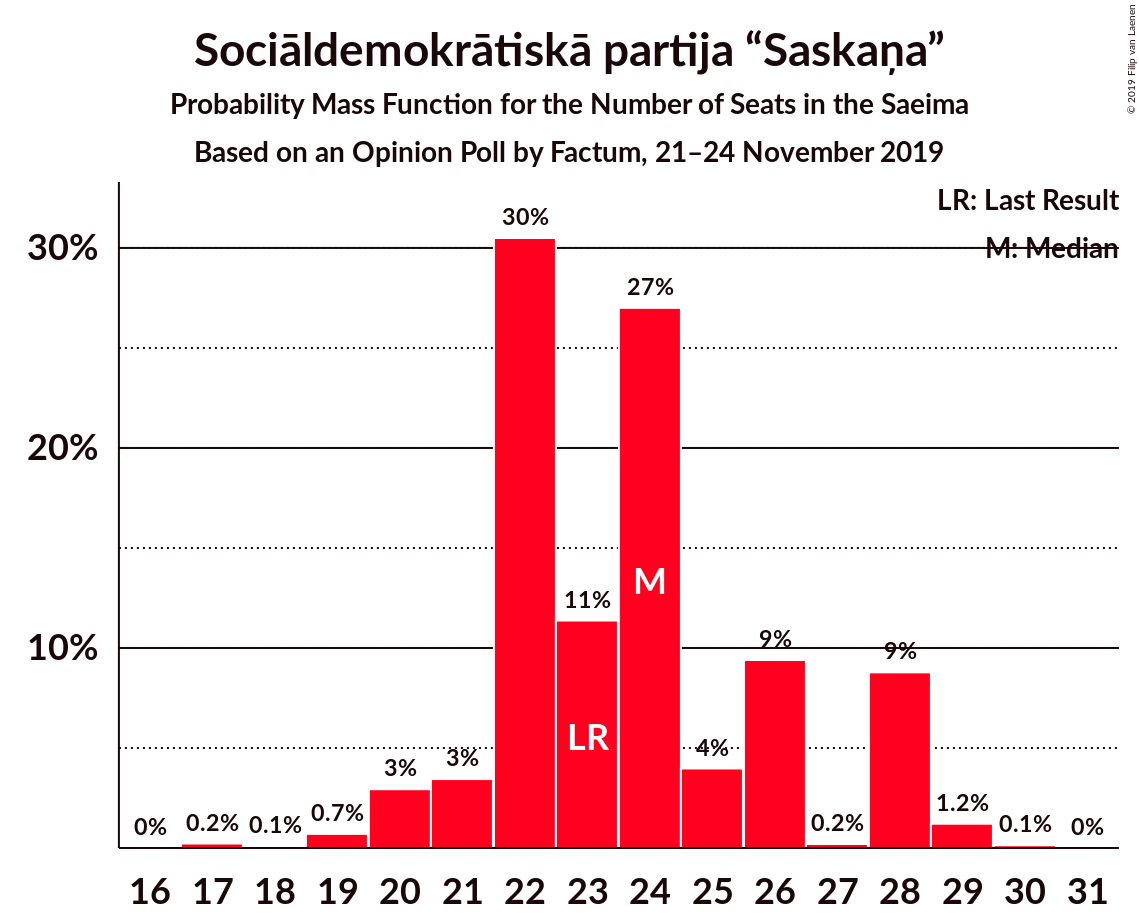 Sociāldemokrātiskā partija “Saskaņa”
Probability Mass Function for the Number of Seats in the Saeima
Based on an Opinion Poll by Factum, 21–24 November 2019
© 2019 Filip van Laenen
LR: Last Result
M: Median
30%
20%
10%
0%
0.2%
0.1%
0.7%
3%
3%
30%
11%
27%
4%
9%
0.2%
9%
1.2%
0.1%
0%
LR
M
16 17 18 19 20 21 22 23 24 25 26 27 28 29 30 31